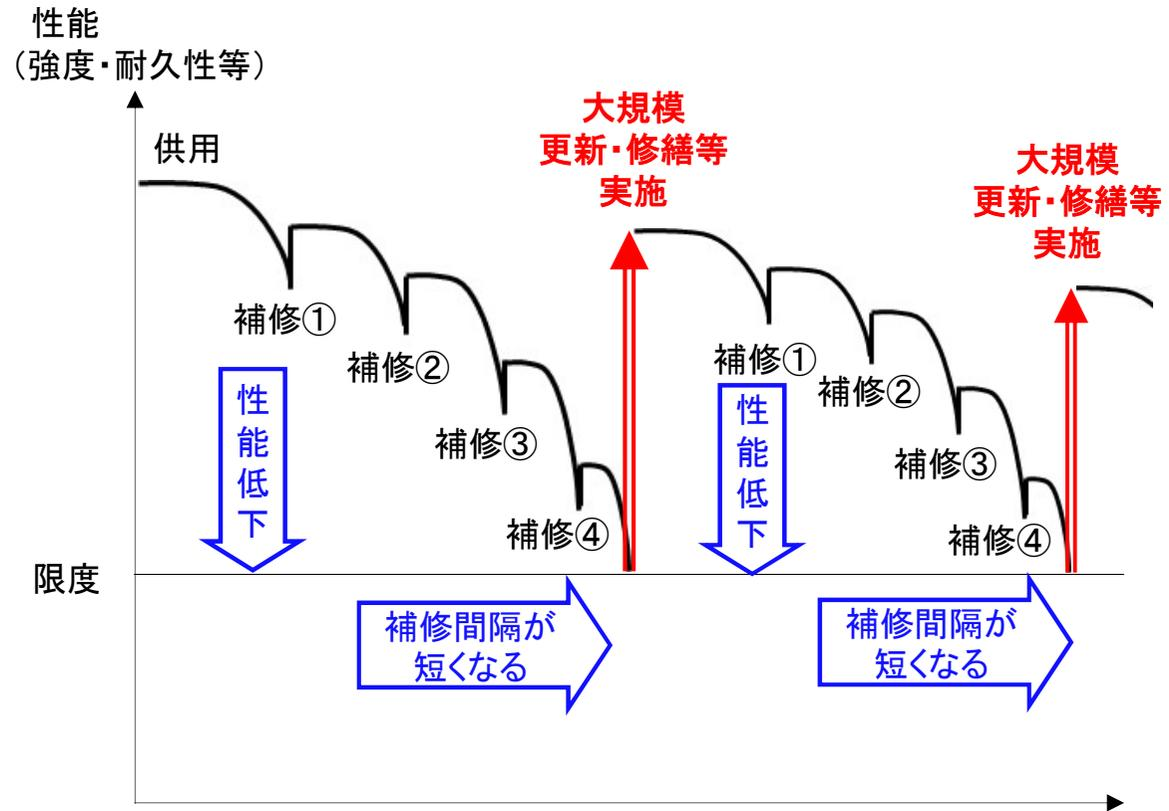 性能
（強度・耐久性等）
供用
大規模
更新・修繕等
実施
大規模
更新・修繕等
実施
補修①
補修②
補修③
補修④
補修①
補修②
補修③
補修④
性能低下
性能低下
限度
補修間隔が
短くなる
補修間隔が
短くなる